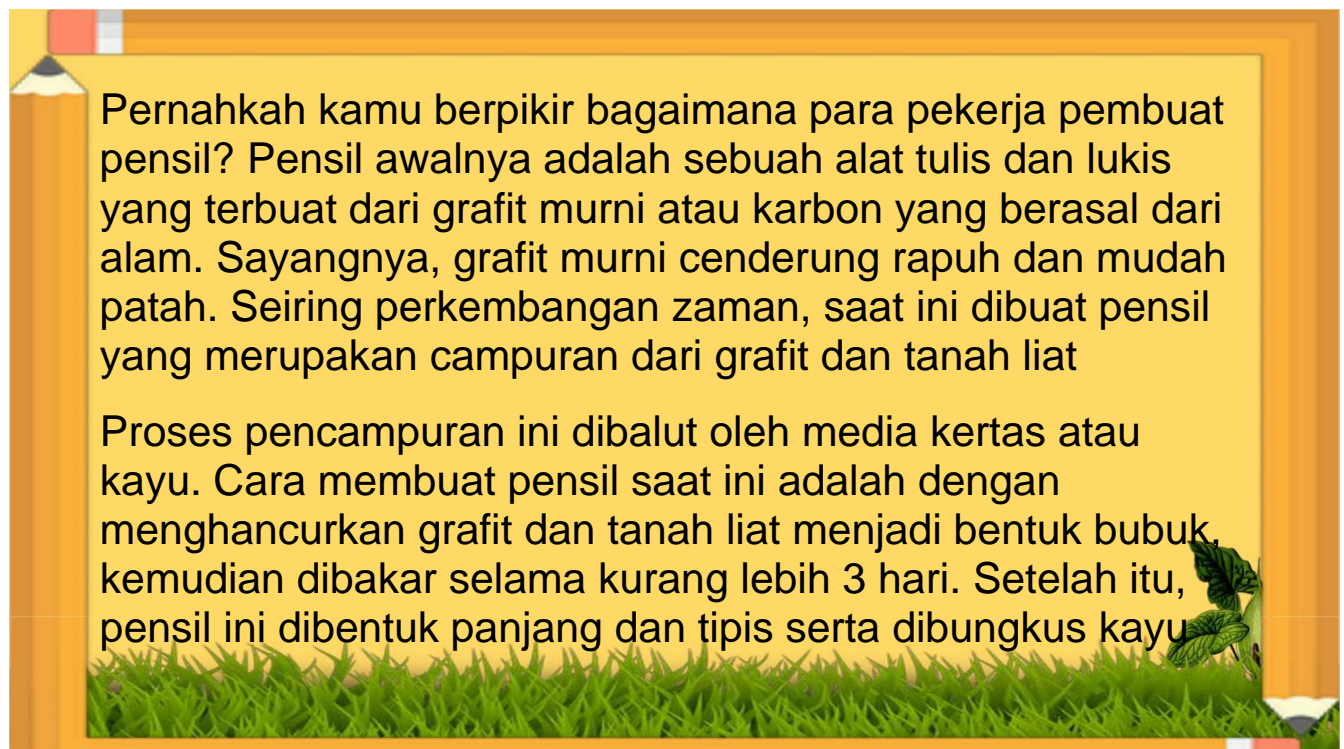 Pernahkah kamu berpikir bagaimana para pekerja pembuat
pensil? Pensil awalnya adalah sebuah alat tulis dan lukis
yang terbuat dari grafit murni atau karbon yang berasal dari
alam. Sayangnya, grafit murni cenderung rapuh dan mudah
patah. Seiring perkembangan zaman, saat ini dibuat pensil
yang merupakan campuran dari grafit dan tanah liat
Proses pencampuran ini dibalut oleh media kertas atau
kayu. Cara membuat pensil saat ini adalah dengan
menghancurkan grafit dan tanah liat menjadi bentuk bubuk,
kemudian dibakar selama kurang lebih 3 hari. Setelah itu,
pensil ini dibentuk panjang dan tipis serta dibungkus kayu